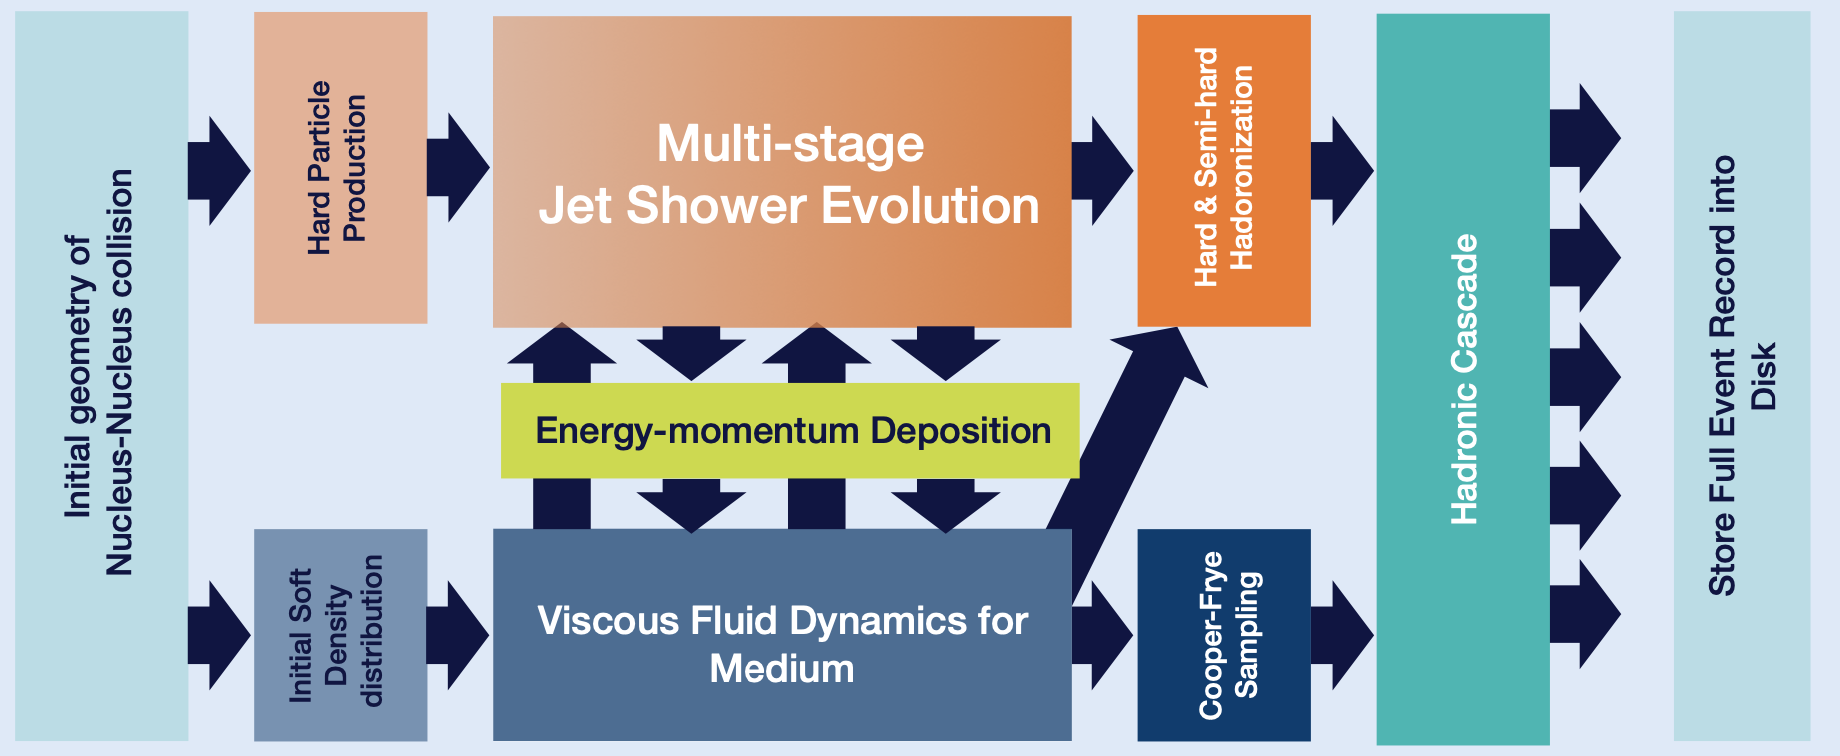 Initial geometry of
Nucleus-Nucleus collision
Hard Particle
Production
Multi-stage
Jet Shower Evolution
Hard & Semi-hard
Hadoronization
Energy-momentum Deposition
Initial Soft
Density
distribution
Viscous Fluid Dynamics for
Medium
Cooper-Frye
Sampling
Hadronic Cascade
Store Full Event Record into
Disk